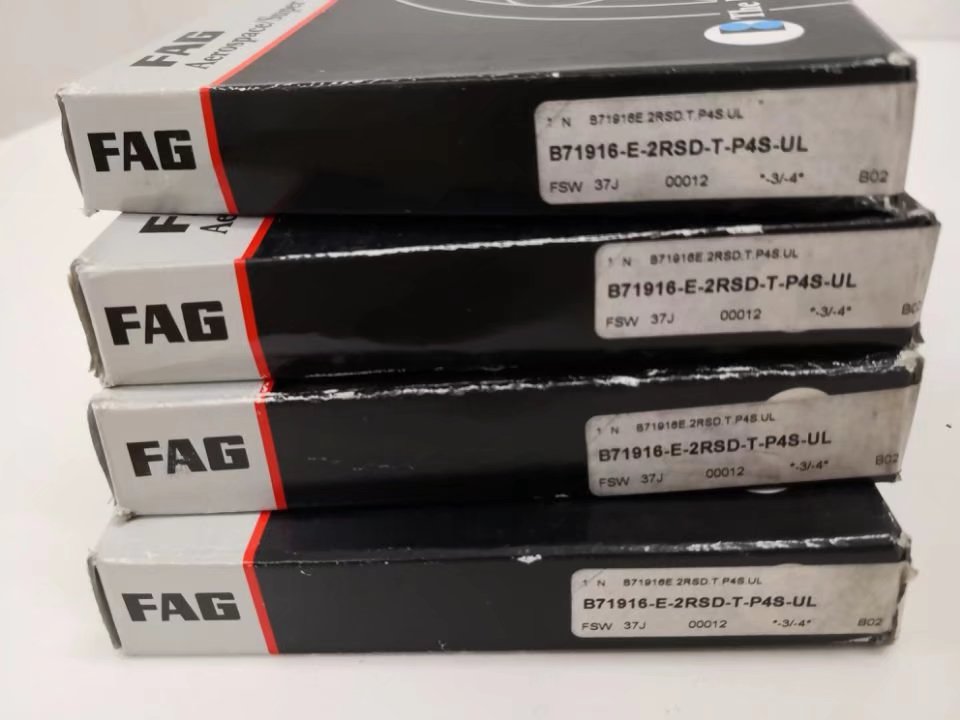 FAG
Aerospace/Super
The
FAG
1 N B71916E.2RSD.T.P4S.UL
B71916-E-2RSD-T-P4S-UL
FSW 37J 00012 *-3/-4* B02
FAG
1 N B71916E.2RSD.T.P4S.UL
B71916-E-2RSD-T-P4S-UL
FSW 37J 00012 *-3/-4*
FAG
1 N B71916E.2RSD.T.P4S.UL
B71916-E-2RSD-T-P4S-UL
FSW 37J 00012 *-3/-4* B02
FAG
1 N B71916E.2RSD.T.P4S.UL
B71916-E-2RSD-T-P4S-UL
FSW 37J 00012 *-3/-4* B02